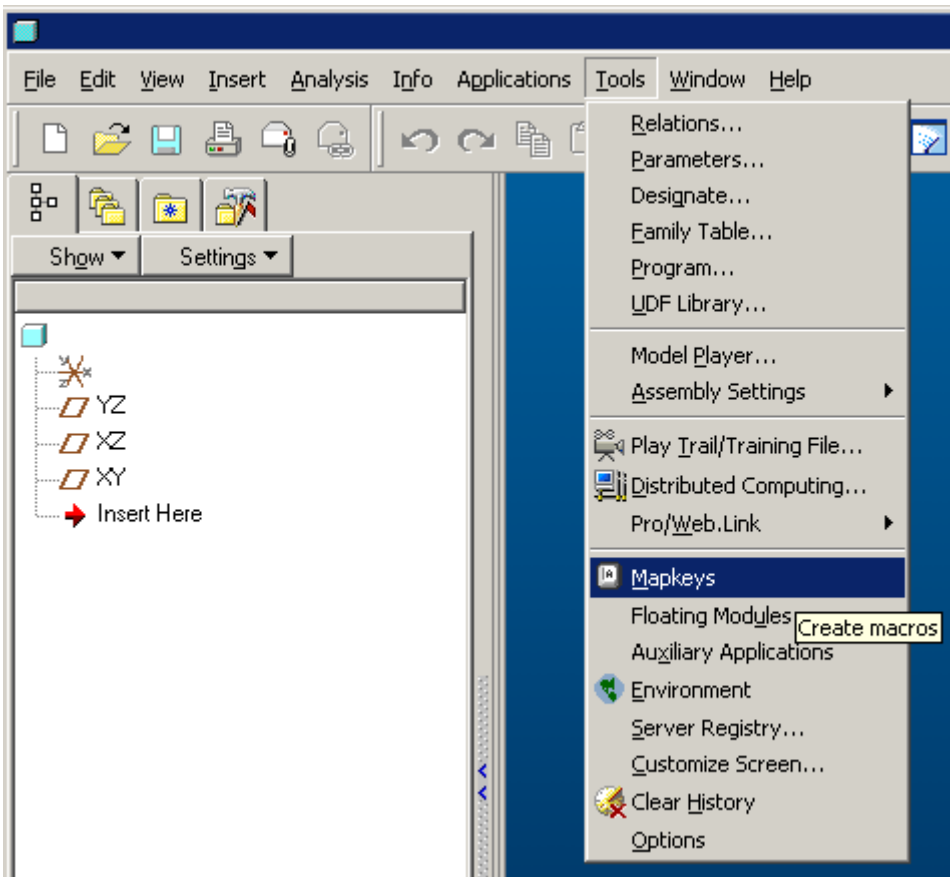 File Edit View Insert Analysis Info Applications Tools Window Help
Show Settings
YZ
XZ
XY
Insert Here
Relations...
Parameters...
Designate...
Family Table...
Program...
UDF Library...
Model Player...
Assembly Settings
Play Trail/Training File...
Distributed Computing...
Pro/Web.Link
Mapkeys
Floating Modules
Create macros
Auxiliary Applications
Environment
Server Registry...
Customize Screen...
Clear History
Options